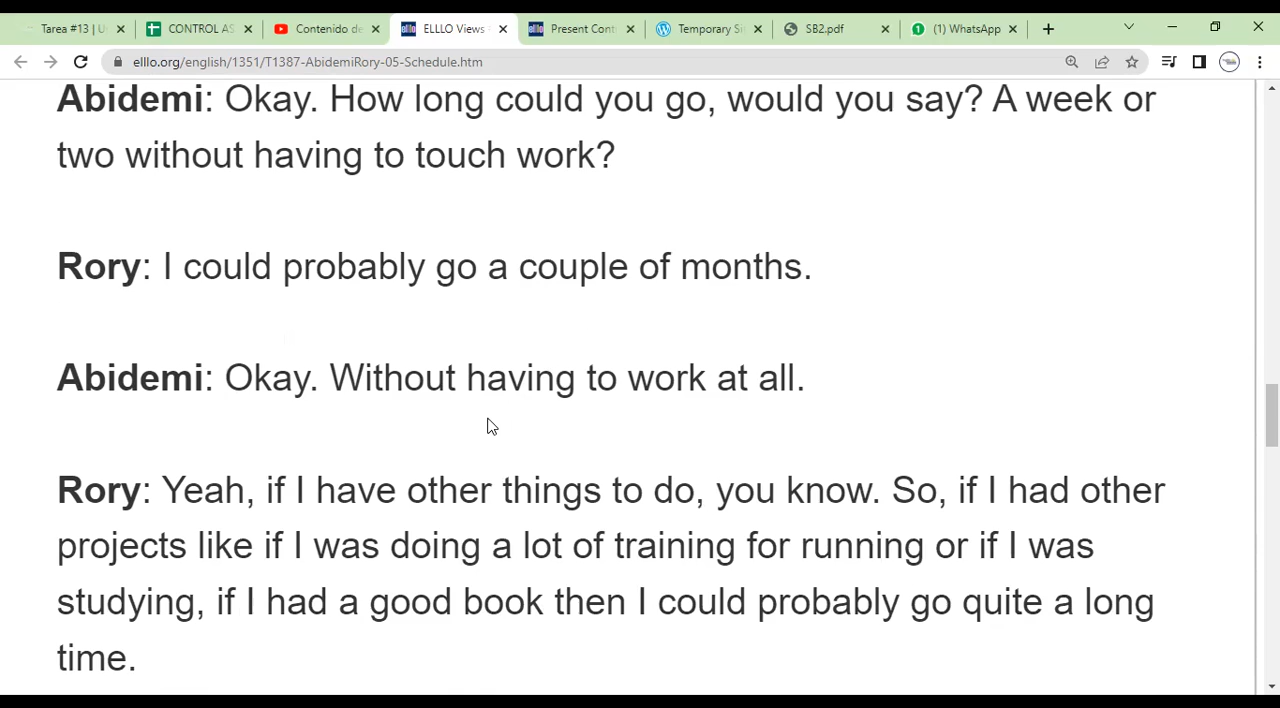 Tarea #13 | U
CONTROL AS
Contenido de
ELLLO Views
Present Cont
Temporary Si
SB2.pdf
(1) WhatsApp
elllo.org/english/1351/T1387-AbidemiRory-05-Schedule.htm
Abidemi: Okay. How long could you go, would you say? A week or
two without having to touch work?
Rory: I could probably go a couple of months.
Abidemi: Okay. Without having to work at all.
Rory: Yeah, if I have other things to do, you know. So, if I had other
projects like if I was doing a lot of training for running or if I was
studying, if I had a good book then I could probably go quite a long
time.